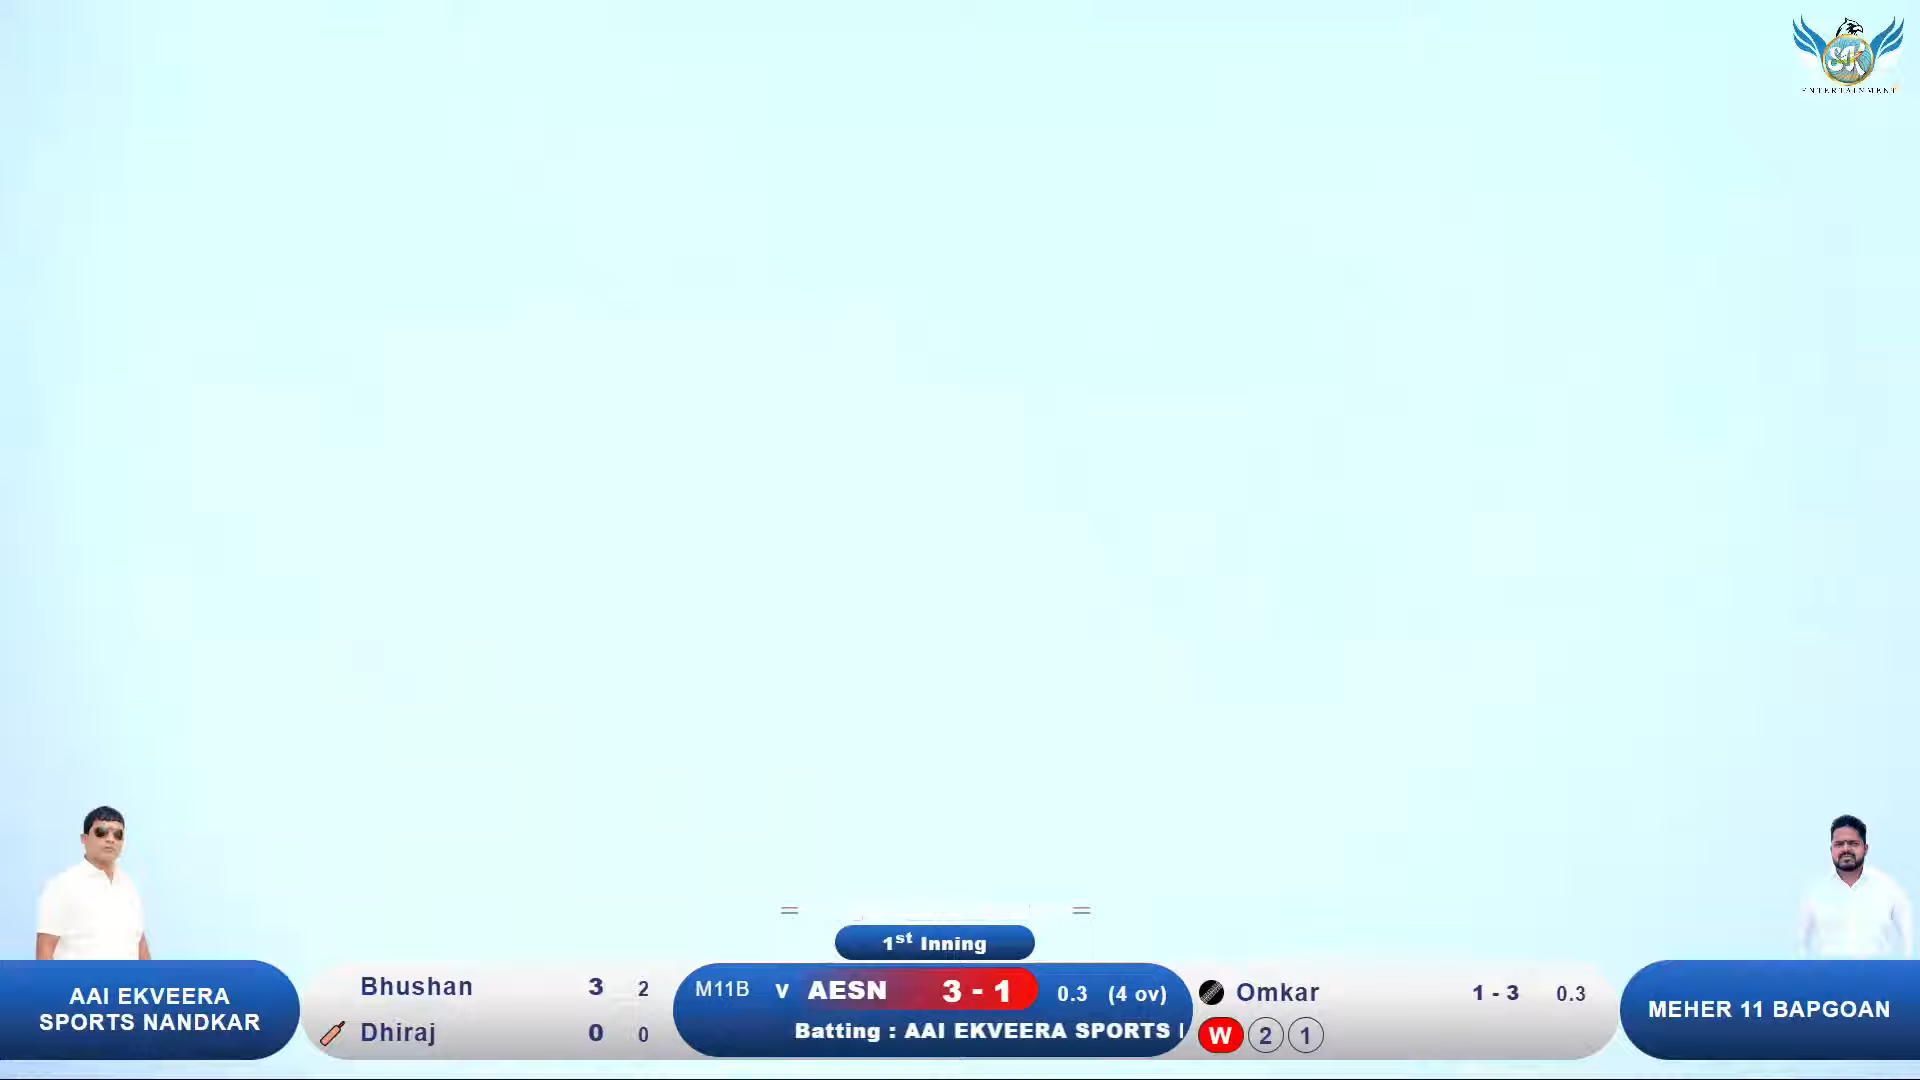 ENTERTAINMENT
1st Inning
AAI EKVEERA
SPORTS NANDKAR
Bhushan 3 2
Dhiraj 0 0
M11B v AESN 3 - 1 0.3 (4 ov)
Batting : AAI EKVEERA SPORTS
Omkar 1 - 3 0.3
W 2 1
MEHER 11 BAPGOAN